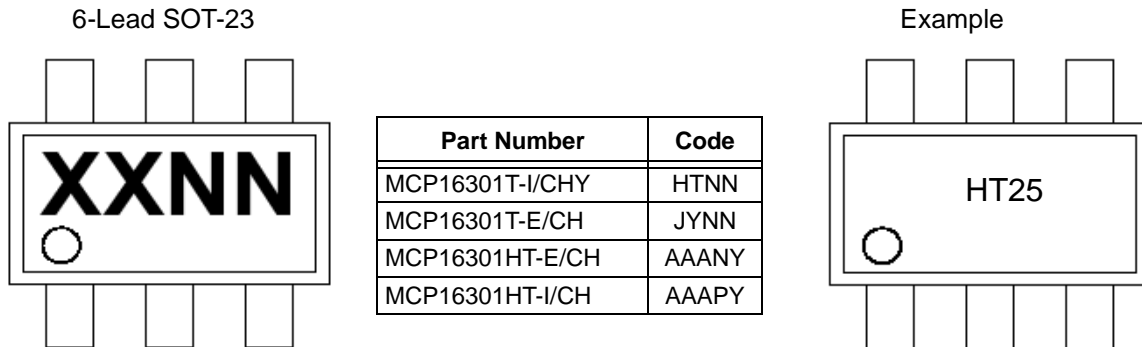 6-Lead SOT-23
Example
XXNN
Part Number Code
MCP16301T-I/CHY HTNN
MCP16301T-E/CH JYNN
MCP16301HT-E/CH AAANY
MCP16301HT-I/CH AAAPY
HT25